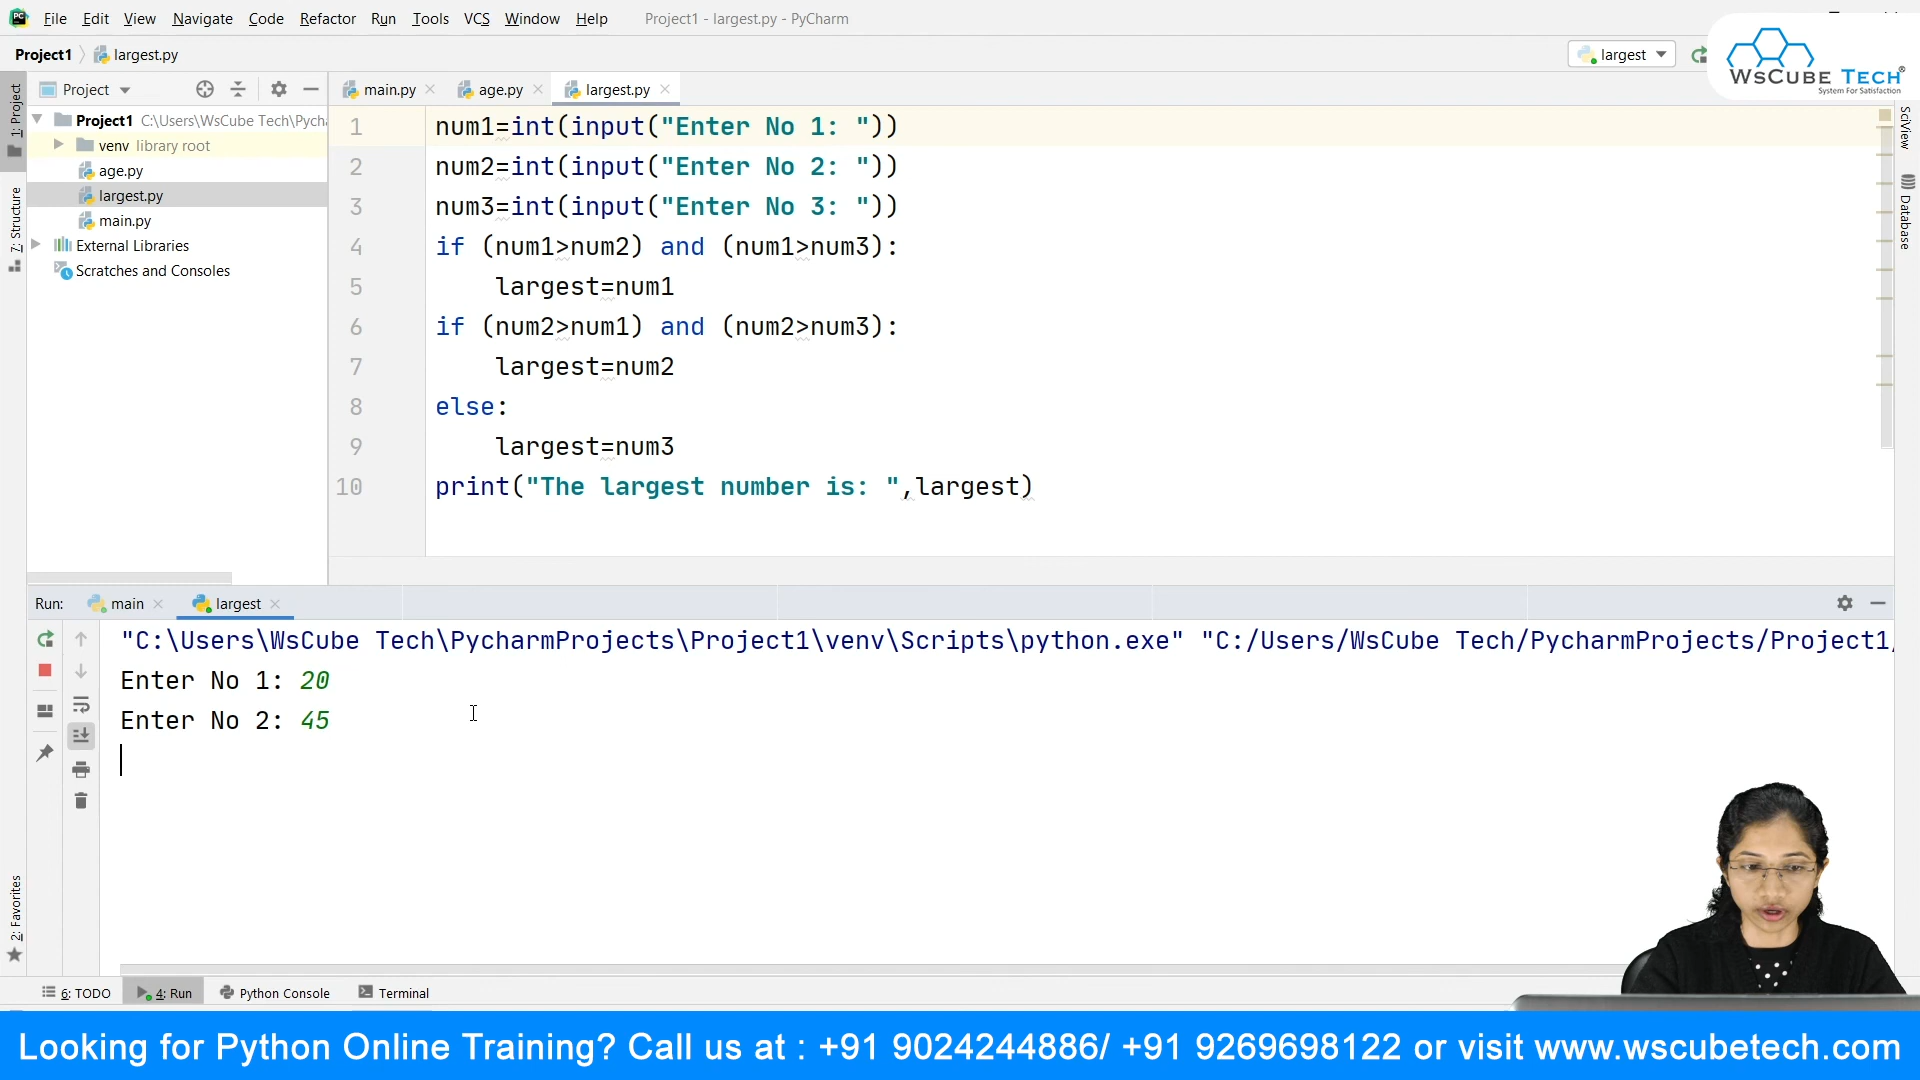 File Edit View Navigate Code Refactor Run Tools VCS Window Help Project1 - largest.py - PyCharm
Project1 largest.py
largest
WsCube Tech®
System For Satisfaction
1: Project
Project
main.py age.py largest.py
Project1 C:\Users\WsCube Tech\Pych
venv library root
age.py
largest.py
main.py
External Libraries
Scratches and Consoles
7: Structure
SciView
Database
1 num1=int(input("Enter No 1: "))
2 num2=int(input("Enter No 2: "))
3 num3=int(input("Enter No 3: "))
4 if (num1>num2) and (num1>num3):
5 largest=num1
6 if (num2>num1) and (num2>num3):
7 largest=num2
8 else:
9 largest=num3
10 print("The largest number is: ",largest)
Run: main largest
"C:\Users\WsCube Tech\PycharmProjects\Project1\venv\Scripts\python.exe" "C:/Users/WsCube Tech/PycharmProjects/Project1/
Enter No 1: 20
Enter No 2: 45
2: Favorites
6: TODO 4: Run Python Console Terminal
Looking for Python Online Training? Call us at : +91 9024244886/ +91 9269698122 or visit www.wscubetech.com